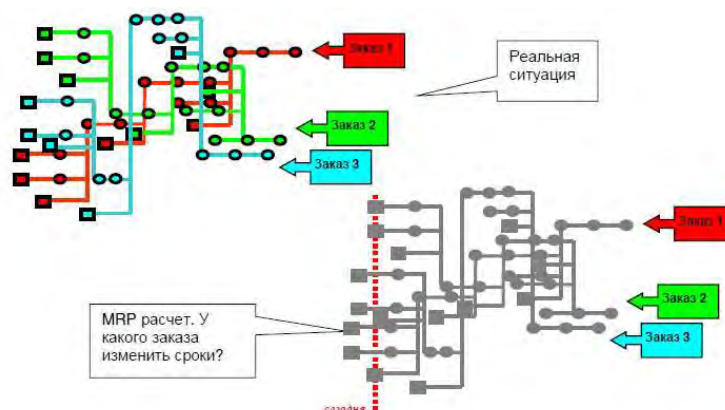 Заказ 1
Реальная
ситуация
Заказ 2
Заказ 3
Заказ 1
MRP расчет. У
какого заказа
изменить сроки?
Заказ 2
Заказ 3
сегодня